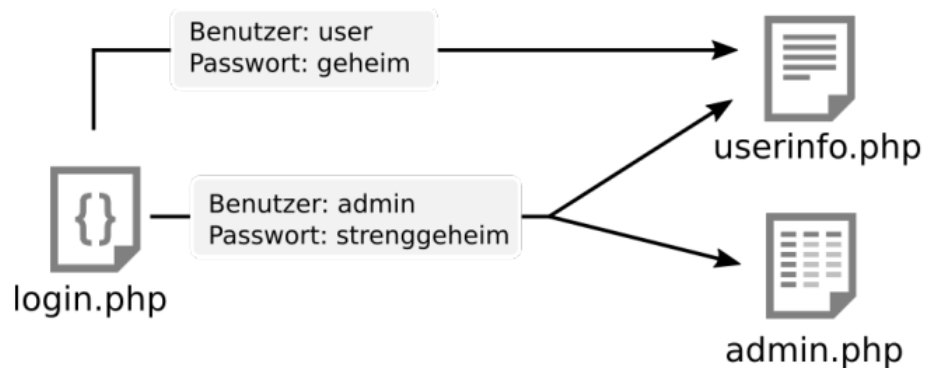 Benutzer: user
Passwort: geheim
userinfo.php
Benutzer: admin
Passwort: strenggeheim
login.php
admin.php